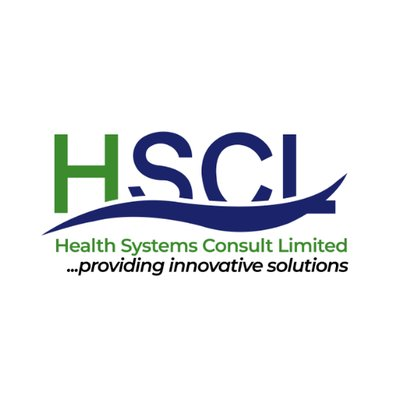 HSCL
Health Systems Consult Limited
...providing innovative solutions